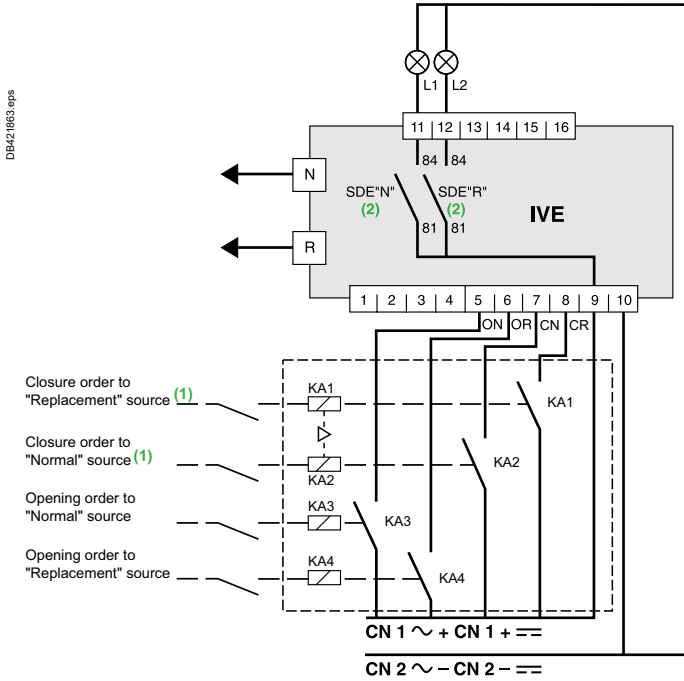 DB421863.eps
L1 L2
11 12 13 14 15 16
84 84
N
SDE"N" SDE"R"
(2) (2)
IVE
81 81
R
1 2 3 4 5 6 7 8 9 10
ON OR CN CR
Closure order to
"Replacement" source (1)
KA1
KA1
Closure order to
"Normal" source (1)
KA2
KA2
Opening order to
"Normal" source
KA3
KA3
Opening order to
"Replacement" source
KA4
KA4
CN 1 ∼ + CN 1 + ⎓
CN 2 ∼ – CN 2 – ⎓